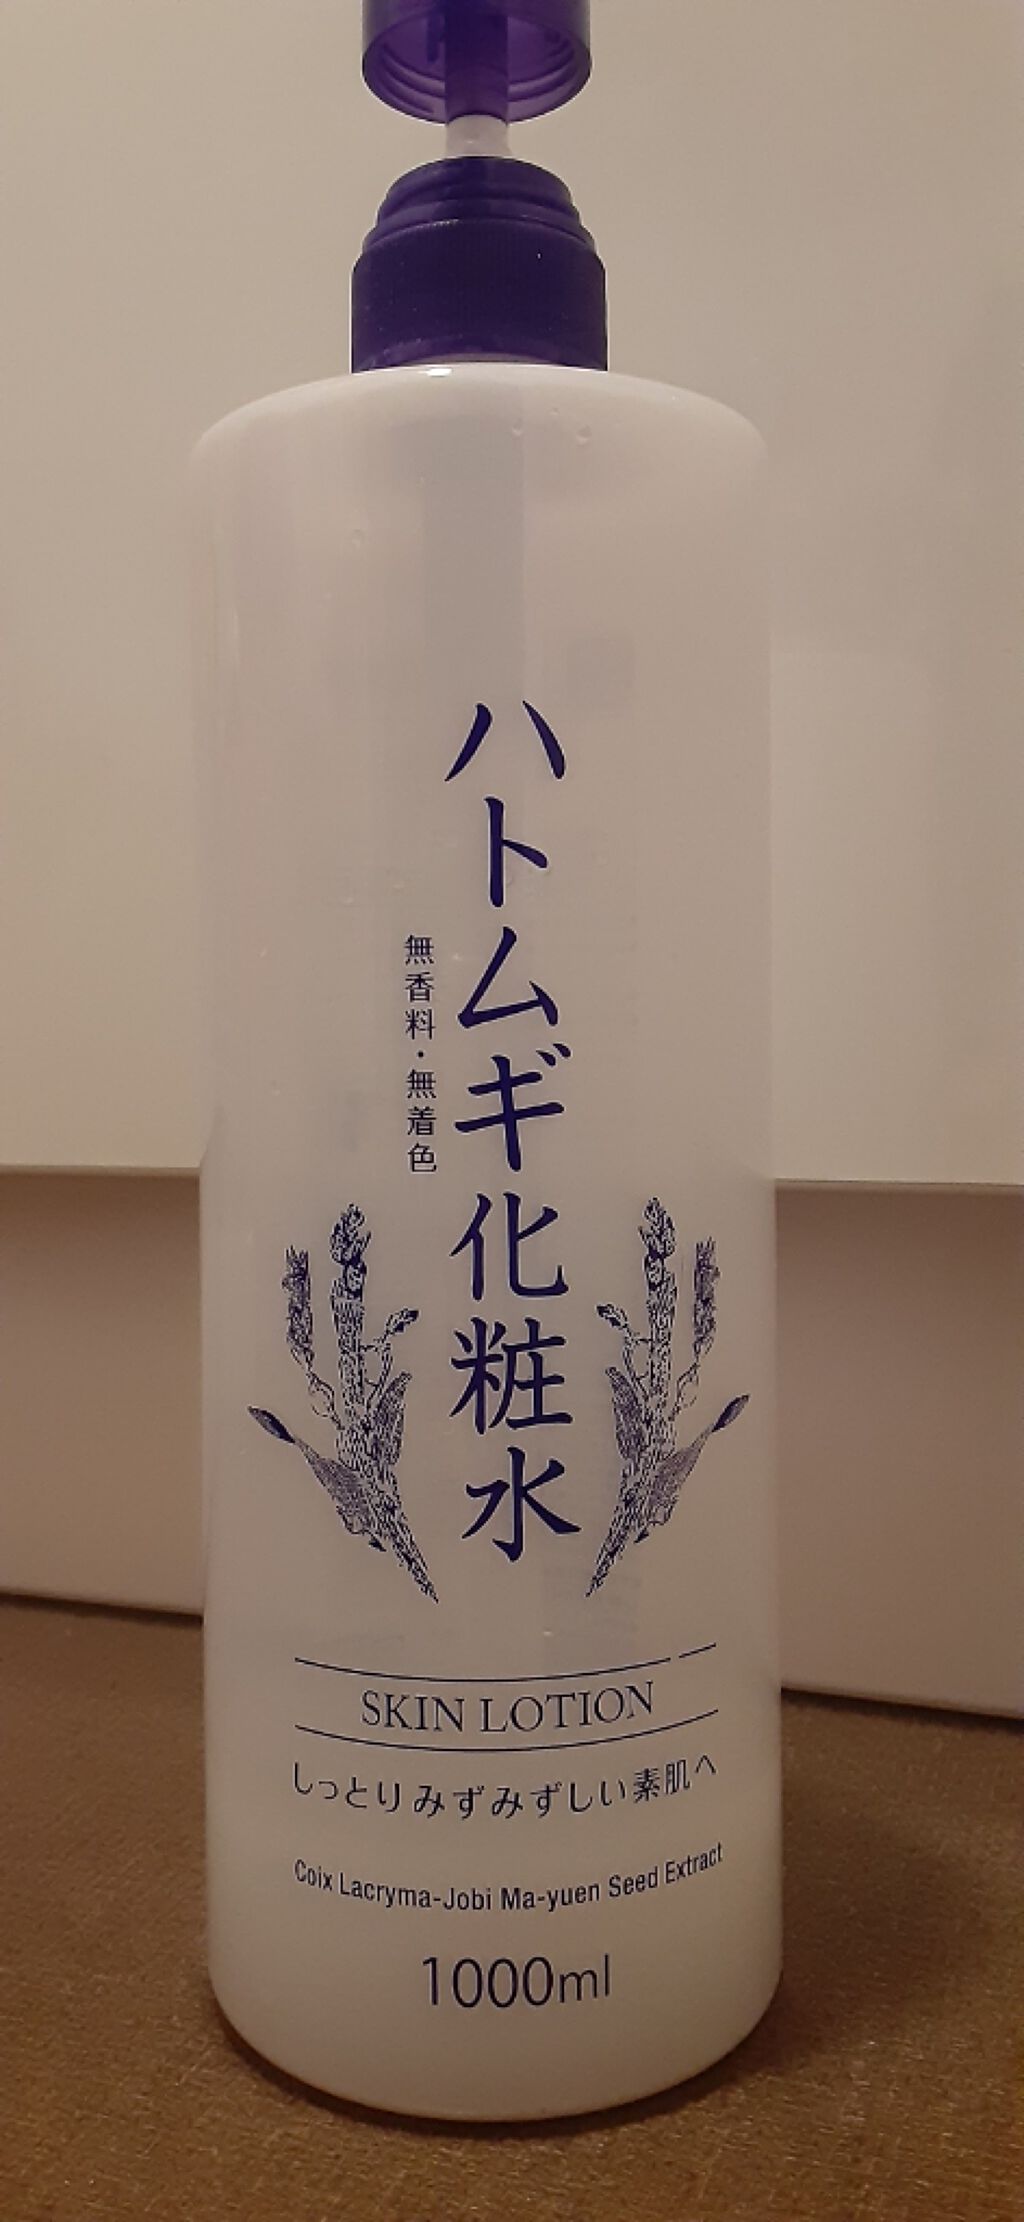 ハトムギ化粧水
無香料・無着色
SKIN LOTION
しっとりみずみずしい素肌へ
Coix Lacryma-Jobi Ma-yuen Seed Extract
1000ml